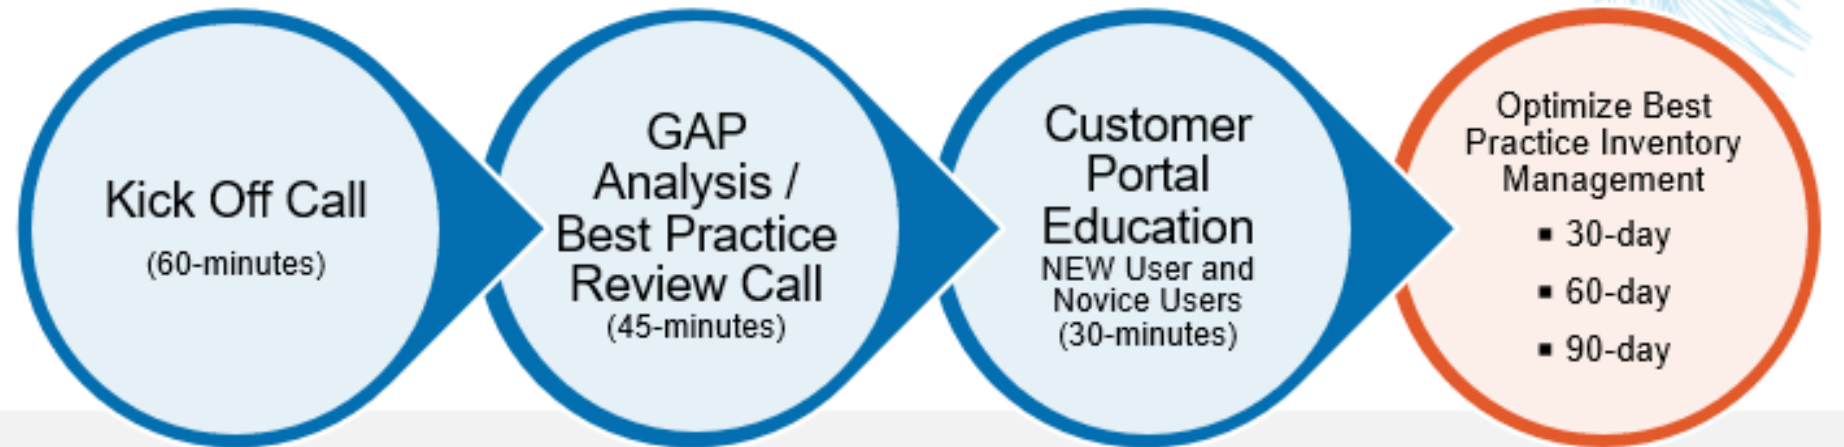 Kick Off Call
(60-minutes)
GAP
Analysis /
Best Practice
Review Call
(45-minutes)
Customer
Portal
Education
NEW User and
Novice Users
(30-minutes)
Optimize Best
Practice Inventory
Management
▪ 30-day
▪ 60-day
▪ 90-day